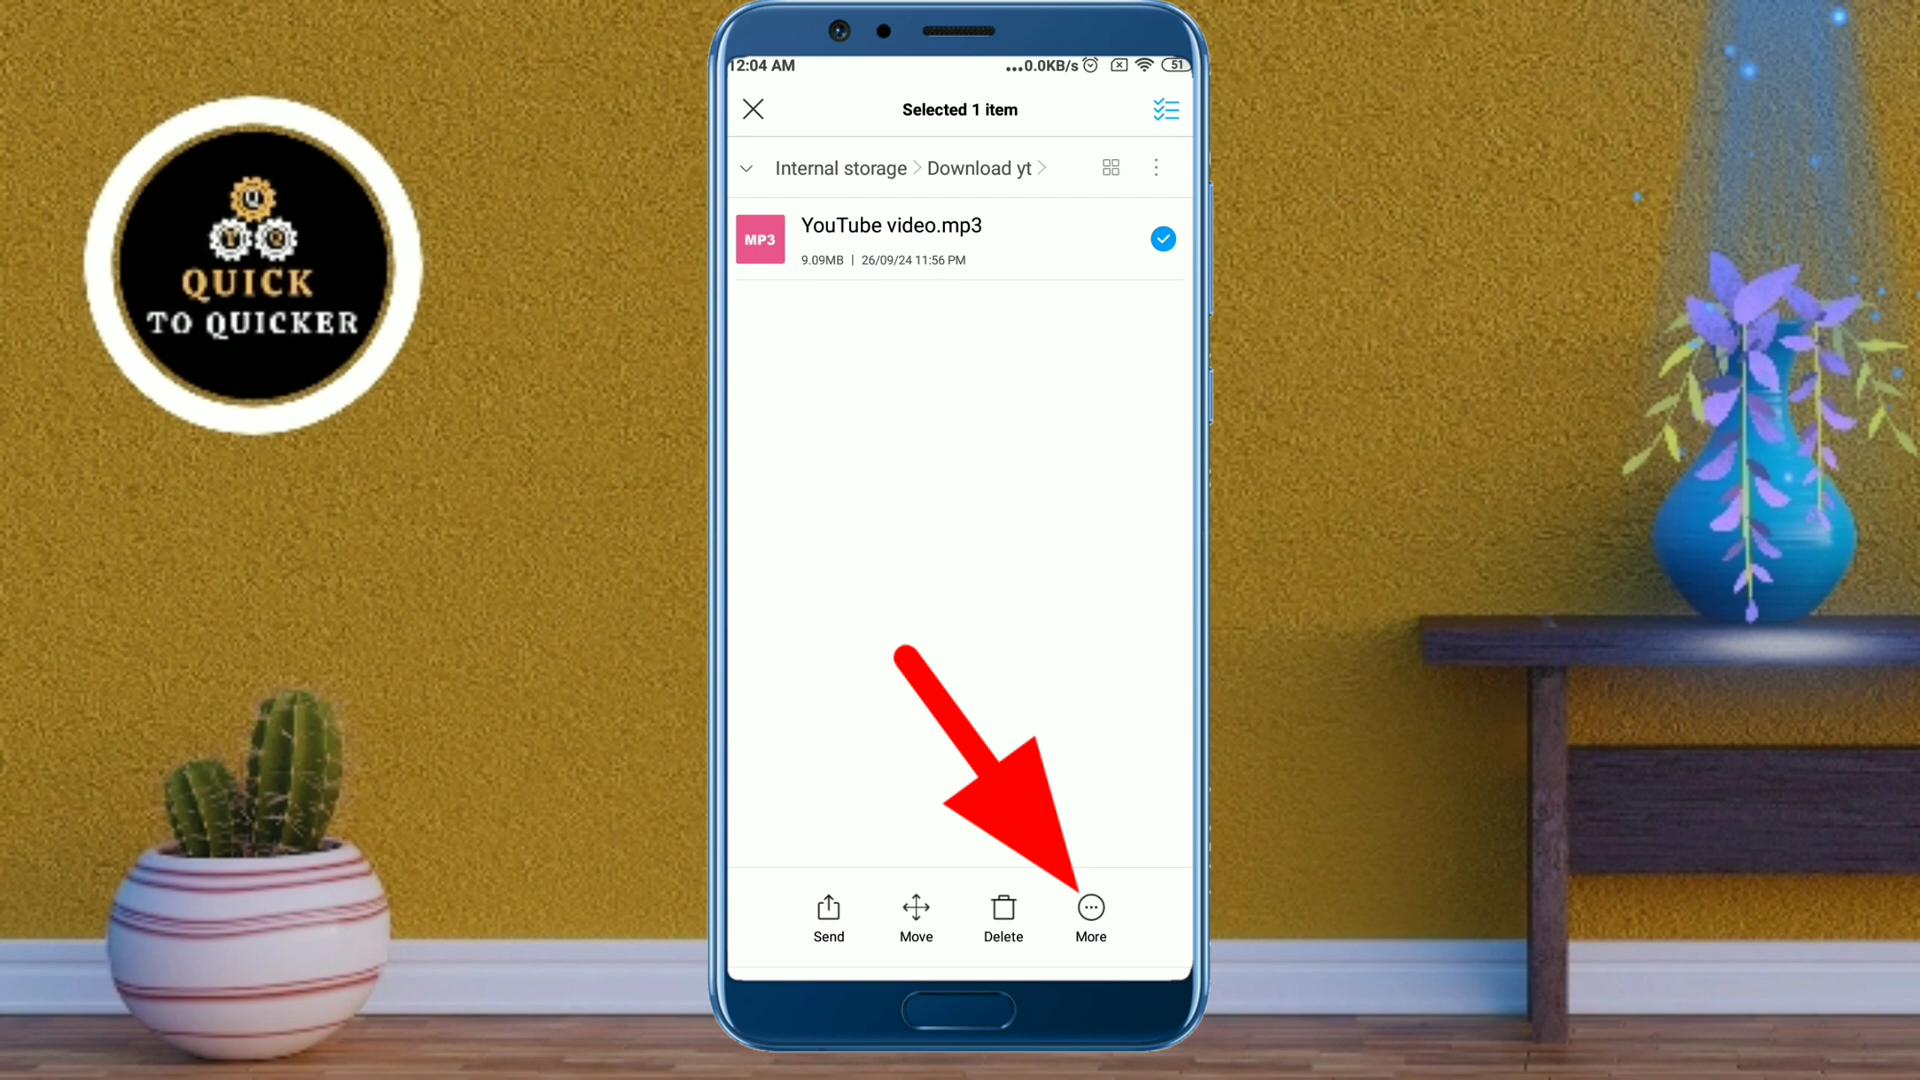 12:04 AM
...0.0KB/s
51
Selected 1 item
Internal storage > Download yt >
MP3
YouTube video.mp3
9.09MB | 26/09/24 11:56 PM
Send
Move
Delete
More
Q
Y Q
QUICK
TO QUICKER